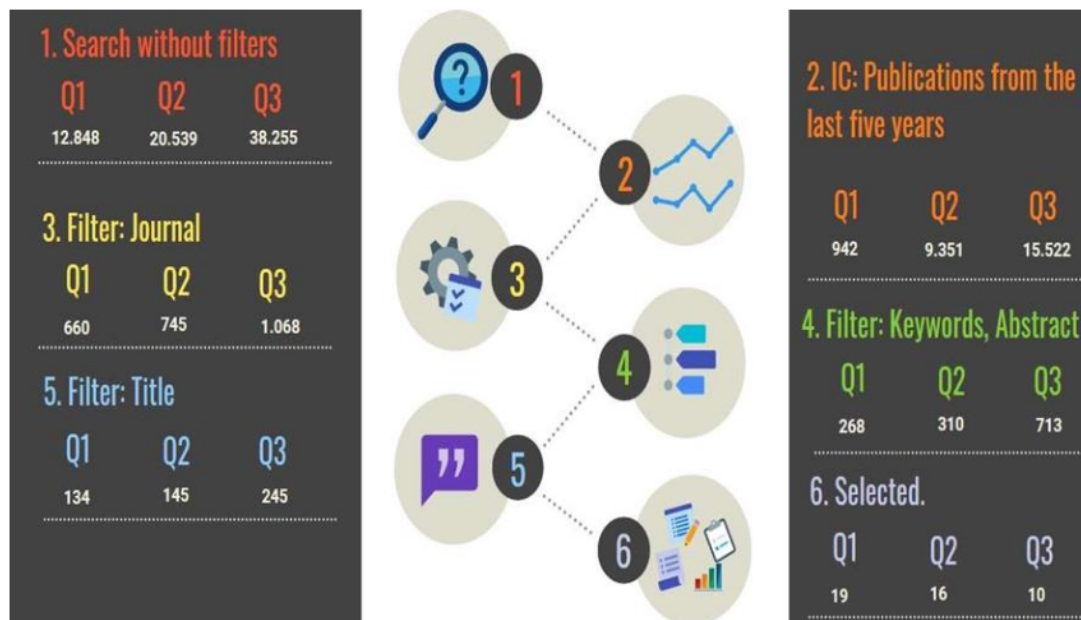 1. Search without filters
Q1 Q2 Q3
12.848 20.539 38.255
3. Filter: Journal
Q1 Q2 Q3
660 745 1.068
5. Filter: Title
Q1 Q2 Q3
134 145 245
?
1
2
3
4
5
6
2. IC: Publications from the
last five years
Q1 Q2 Q3
942 9.351 15.522
4. Filter: Keywords, Abstract
Q1 Q2 Q3
268 310 713
6. Selected.
Q1 Q2 Q3
19 16 10